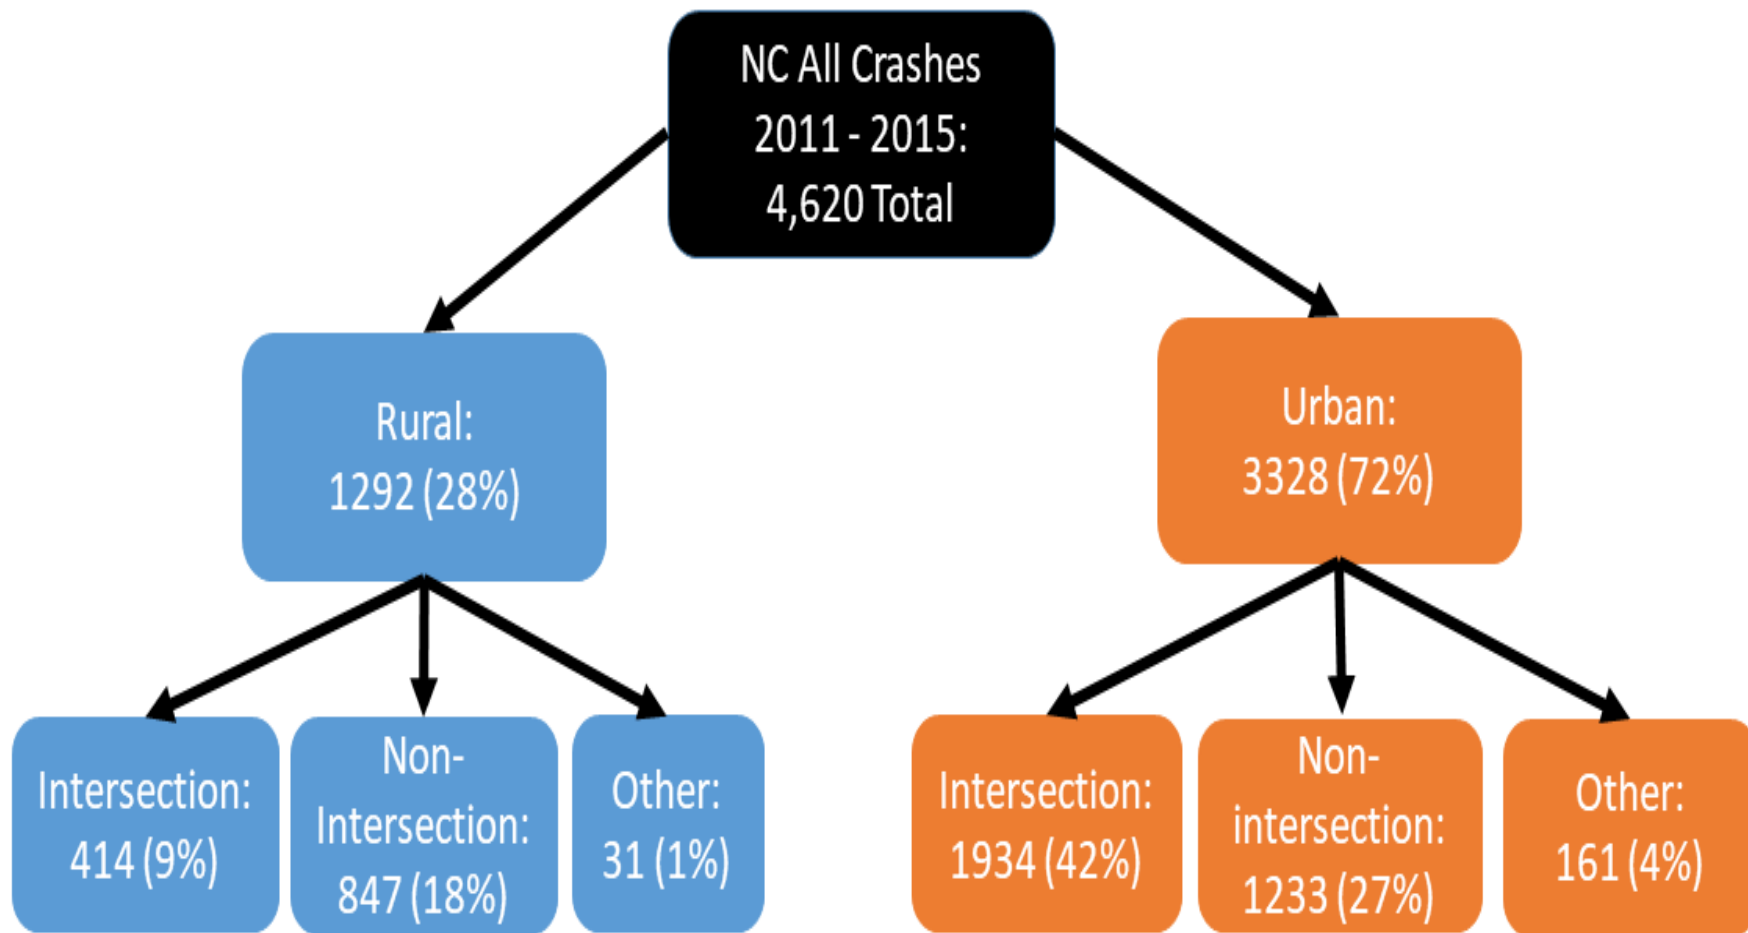 NC All Crashes
2011 - 2015:
4,620 Total
Rural:
1292 (28%)
Urban:
3328 (72%)
Intersection:
414 (9%)
Non-
Intersection:
847 (18%)
Other:
31 (1%)
Intersection:
1934 (42%)
Non-
intersection:
1233 (27%)
Other:
161 (4%)